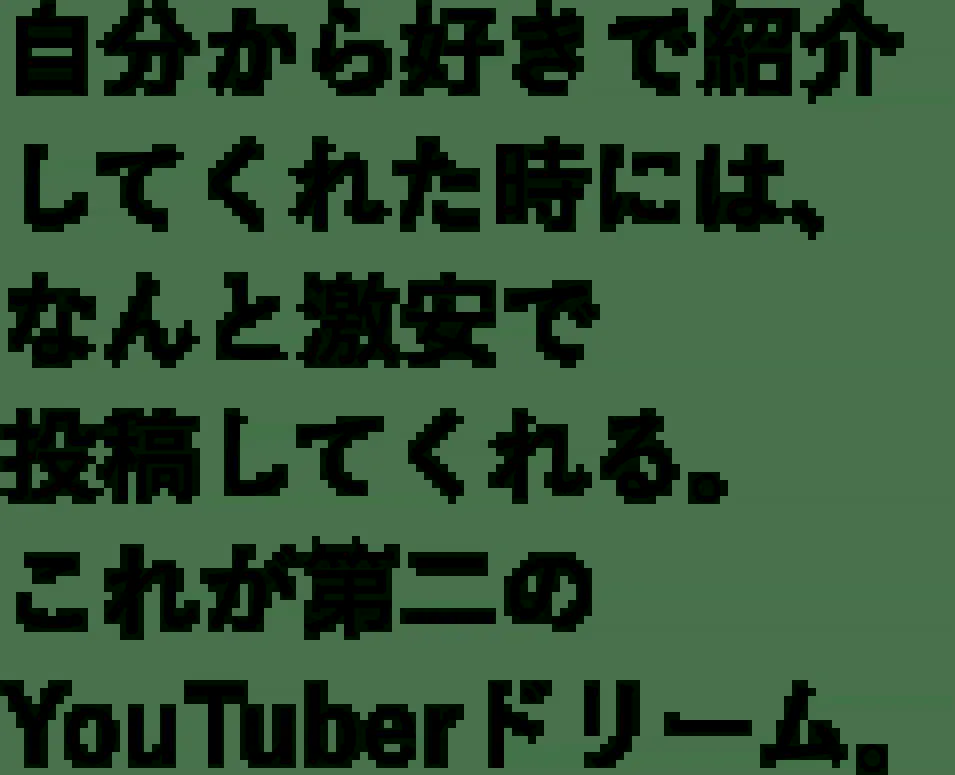 自分から好きで紹介
してくれた時には、
なんと激安で
投稿してくれる。
これが第二の
YouTuberドリーム。